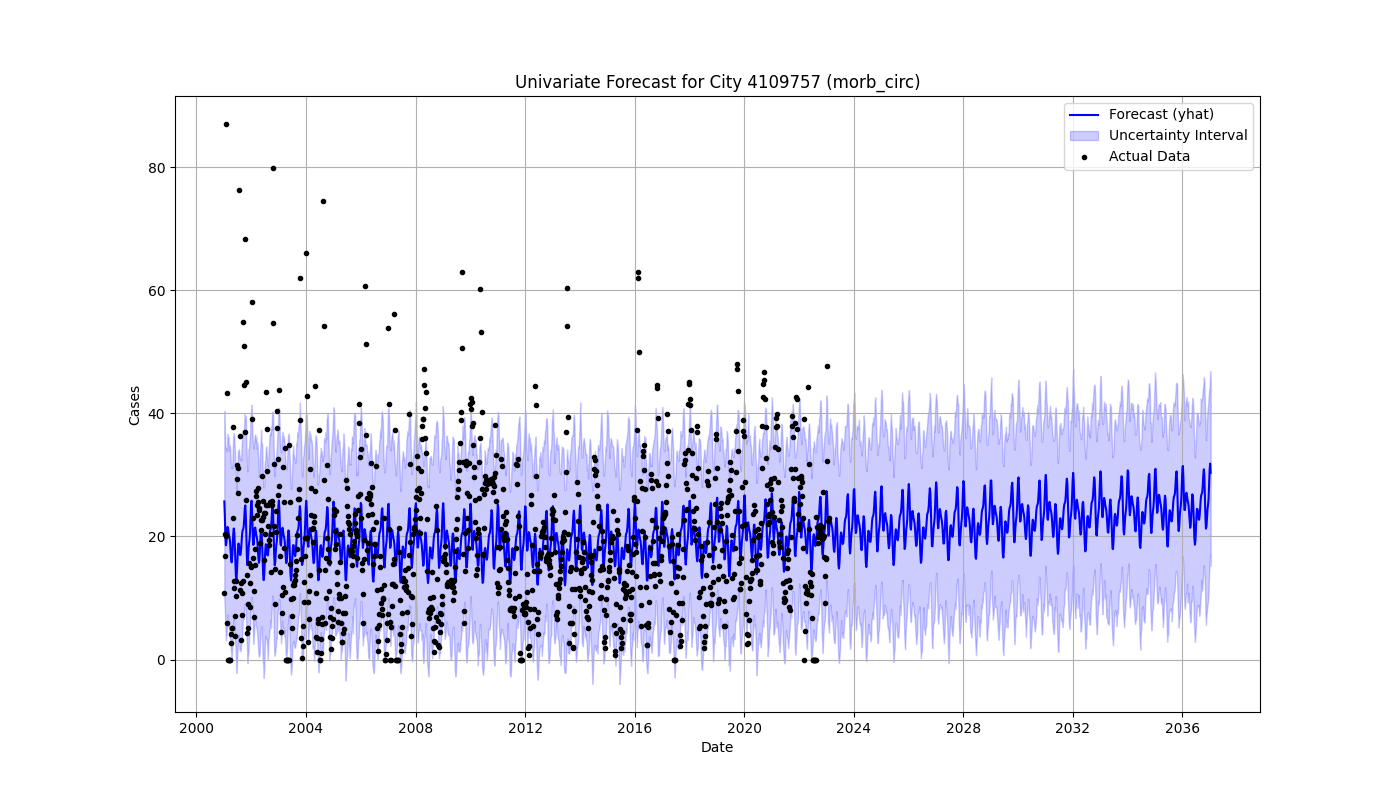 Univariate Forecast for City 4109757 (morb_circ)
Forecast (yhat)
Uncertainty Interval
Actual Data
80
60
40
20
0
Cases
2000 2004 2008 2012 2016 2020 2024 2028 2032 2036
Date